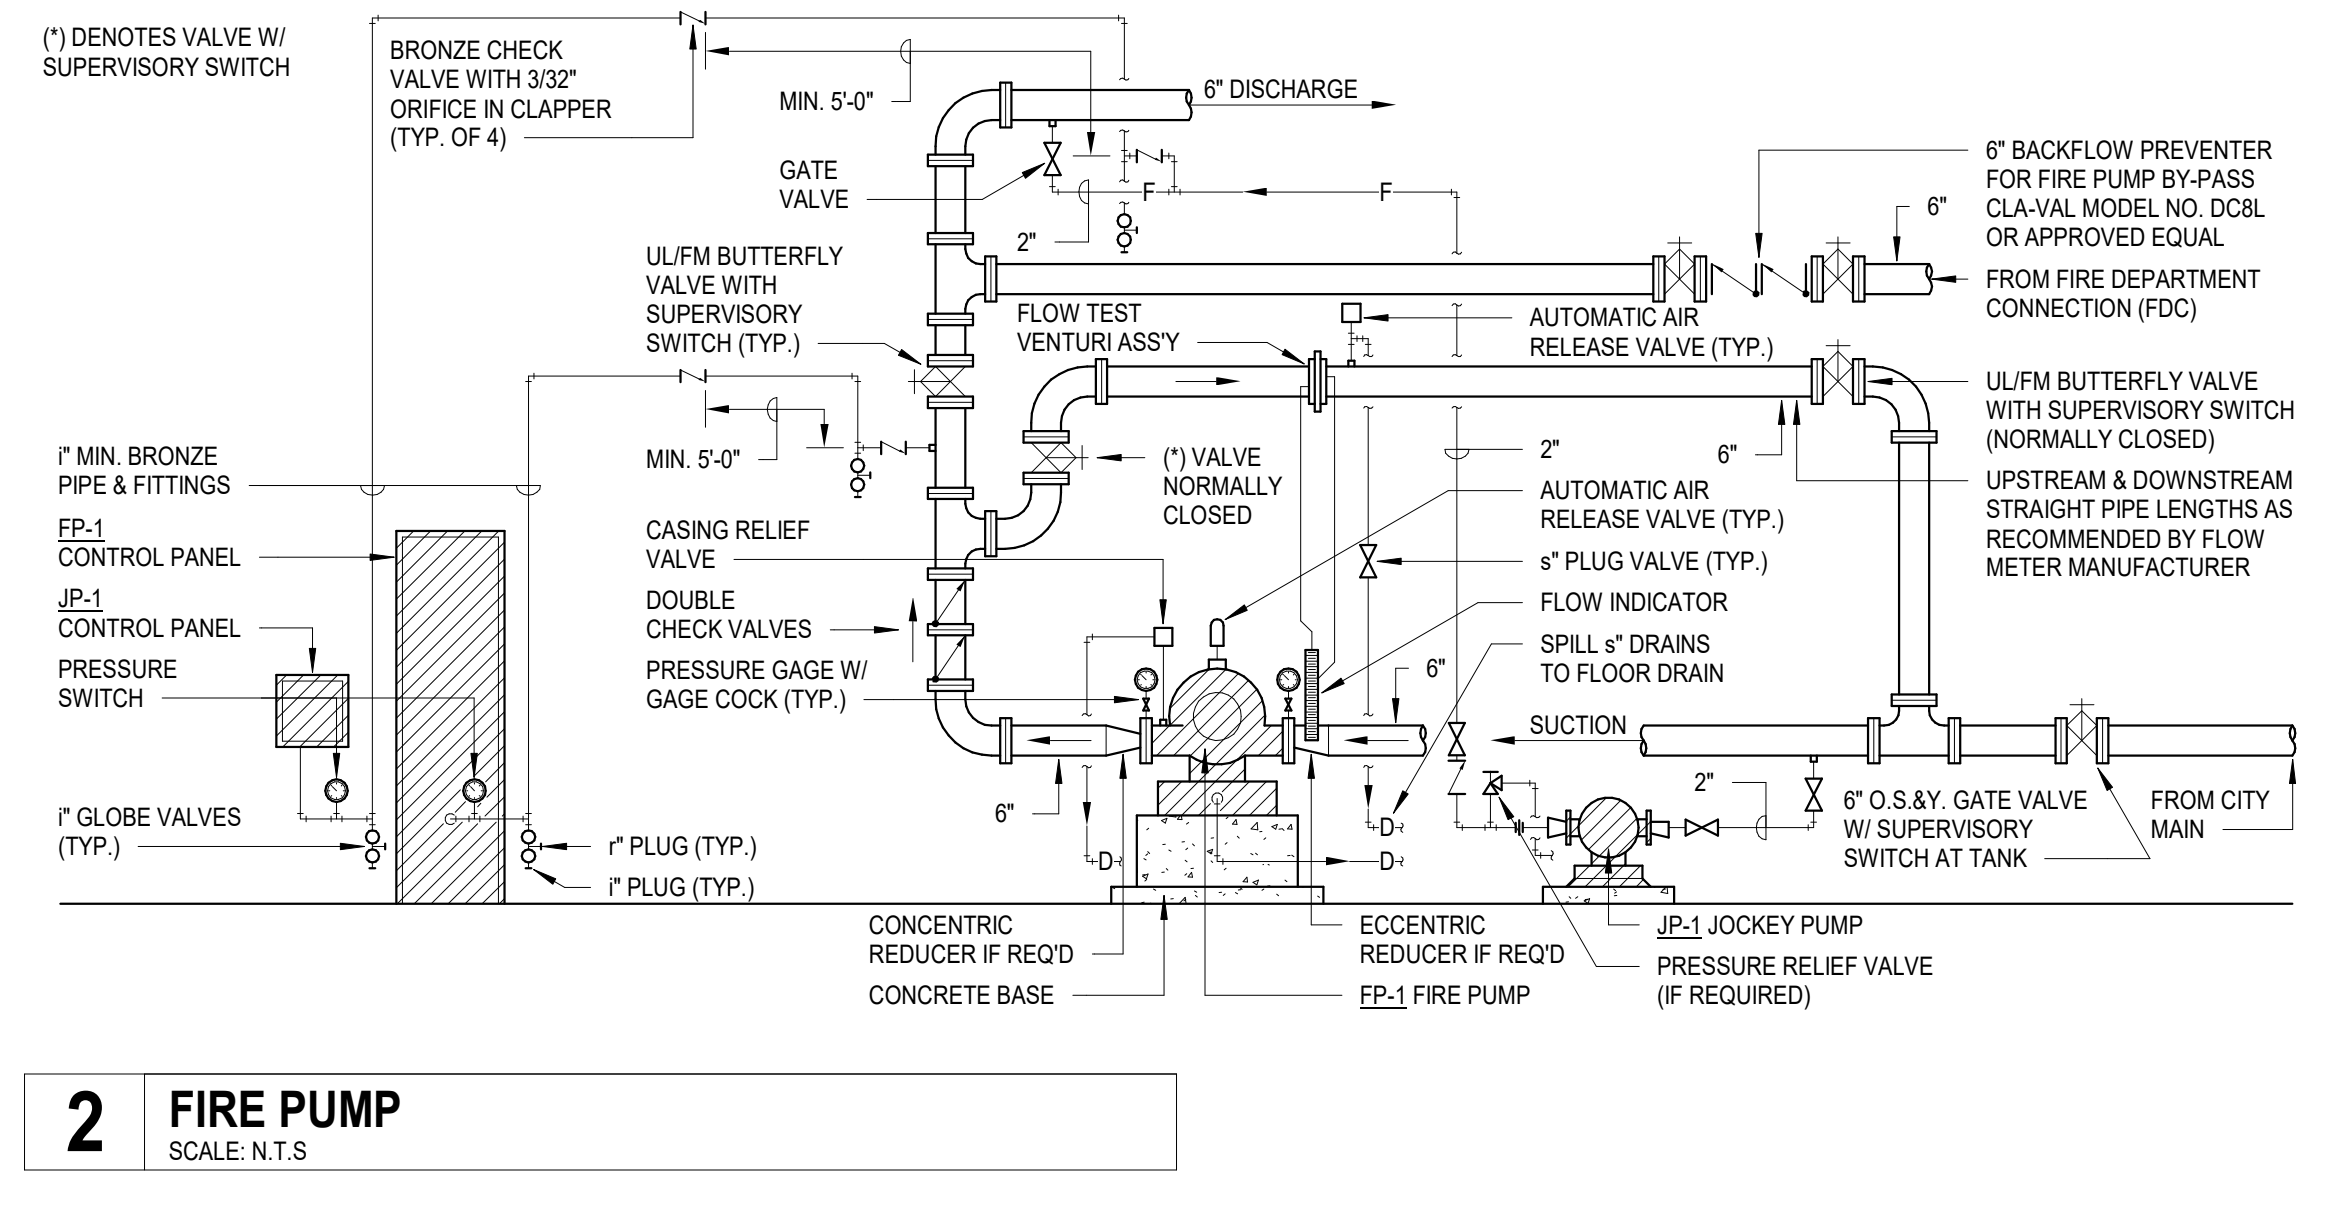 (*) DENOTES VALVE W/
SUPERVISORY SWITCH
BRONZE CHECK
VALVE WITH 3/32"
ORIFICE IN CLAPPER
(TYP. OF 4)
MIN. 5'-0"
6" DISCHARGE
GATE
VALVE
F
F
2"
6" BACKFLOW PREVENTER
FOR FIRE PUMP BY-PASS
CLA-VAL MODEL NO. DC8L
OR APPROVED EQUAL
6"
FROM FIRE DEPARTMENT
CONNECTION (FDC)
UL/FM BUTTERFLY
VALVE WITH
SUPERVISORY
SWITCH (TYP.)
FLOW TEST
VENTURI ASS'Y
AUTOMATIC AIR
RELEASE VALVE (TYP.)
UL/FM BUTTERFLY VALVE
WITH SUPERVISORY SWITCH
(NORMALLY CLOSED)
MIN. 5'-0"
(*) VALVE
NORMALLY
CLOSED
2"
6"
UPSTREAM & DOWNSTREAM
STRAIGHT PIPE LENGTHS AS
RECOMMENDED BY FLOW
METER MANUFACTURER
i" MIN. BRONZE
PIPE & FITTINGS
FP-1
CONTROL PANEL
JP-1
CONTROL PANEL
PRESSURE
SWITCH
CASING RELIEF
VALVE
DOUBLE
CHECK VALVES
PRESSURE GAGE W/
GAGE COCK (TYP.)
AUTOMATIC AIR
RELEASE VALVE (TYP.)
s" PLUG VALVE (TYP.)
FLOW INDICATOR
SPILL s" DRAINS
TO FLOOR DRAIN
6"
SUCTION
i" GLOBE VALVES
(TYP.)
r" PLUG (TYP.)
i" PLUG (TYP.)
6"
D
D
D
2"
6" O.S.&Y. GATE VALVE
W/ SUPERVISORY
SWITCH AT TANK
FROM CITY
MAIN
CONCENTRIC
REDUCER IF REQ'D
CONCRETE BASE
ECCENTRIC
REDUCER IF REQ'D
FP-1 FIRE PUMP
JP-1 JOCKEY PUMP
PRESSURE RELIEF VALVE
(IF REQUIRED)
2
FIRE PUMP
SCALE: N.T.S